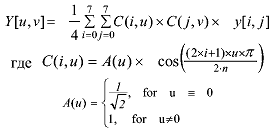 Y[u,v]= 1/4 7∑i=0 7∑j=0 C(i,u)×C(j,v)× y[i,j]
где C(i,u)=A(u)× cos((2×i+1)×u×π / 2·n)
A(u)= { 1/√2, for u ≡ 0
1, for u≠0